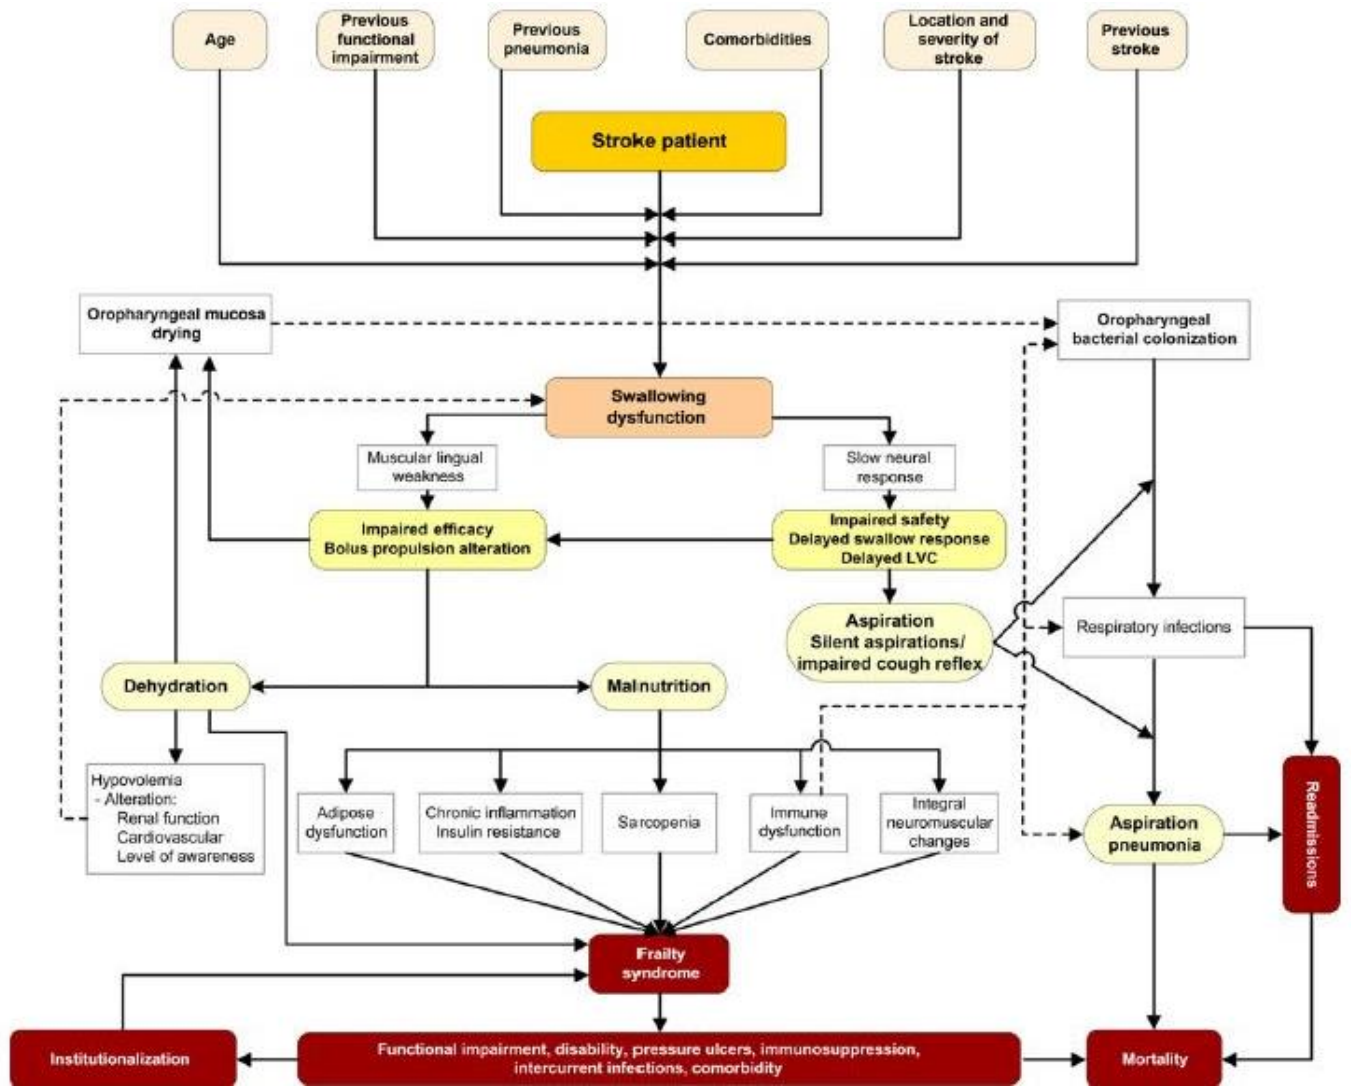 Age
Previous
functional
impairment
Previous
pneumonia
Comorbidities
Location and
severity of
stroke
Previous
stroke
Stroke patient
Oropharyngeal mucosa
drying
Oropharyngeal
bacterial colonization
Swallowing
dysfunction
Muscular lingual
weakness
Slow neural
response
Impaired efficacy
Bolus propulsion alteration
Impaired safety
Delayed swallow response
Delayed LVC
Aspiration
Silent aspirations/
impaired cough reflex
Respiratory infections
Dehydration
Malnutrition
Hypovolemia
- Alteration:
Renal function
Cardiovascular
Level of awareness
Adipose
dysfunction
Chronic inflammation
Insulin resistance
Sarcopenia
Immune
dysfunction
Integral
neuromuscular
changes
Aspiration
pneumonia
Readmissions
Frailty
syndrome
Institutionalization
Functional impairment, disability, pressure ulcers, immunosuppression,
intercurrent infections, comorbidity
Mortality